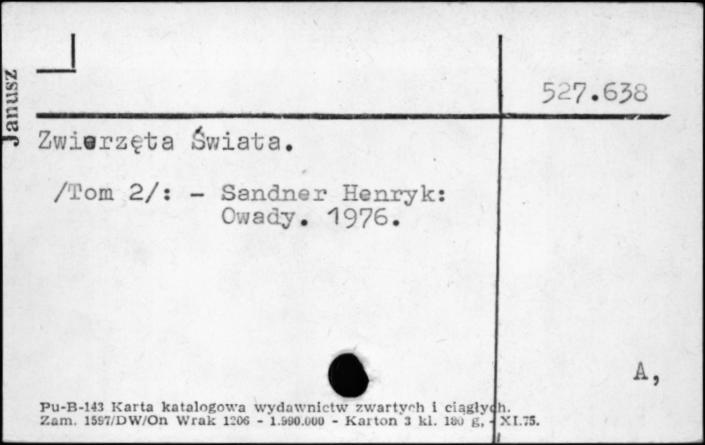 Janusz
527.638
Zwierzęta Świata.
/Tom 2/: - Sandner Henryk:
Owady. 1976.
A,
Pu-B-143 Karta katalogowa wydawnictw zwartych i ciągłych.
Zam. 1597/DW/On Wrak 1206 - 1.990.000 - Karton 3 kl. 180 g, - XI.75.